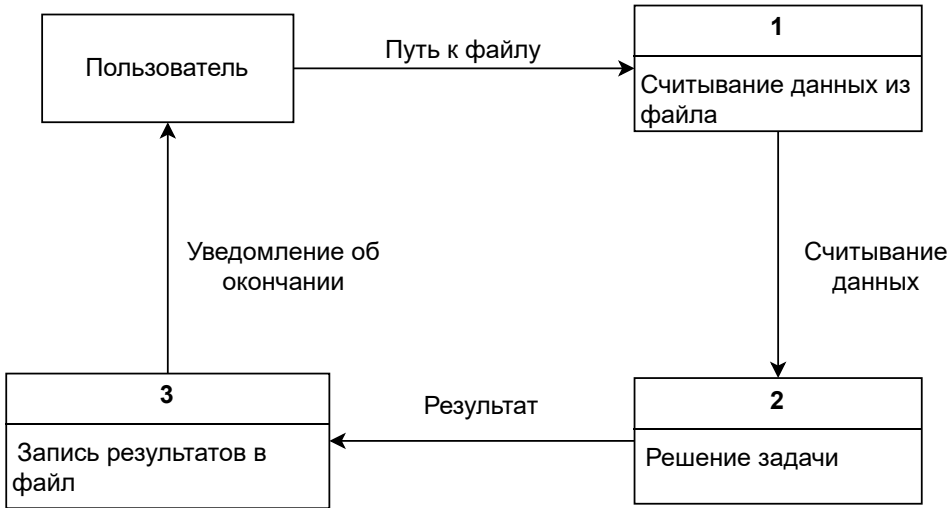 Пользователь
Путь к файлу
1
Считывание данных из
файла
Уведомление об
окончании
Считывание
данных
3
Запись результатов в
файл
Результат
2
Решение задачи